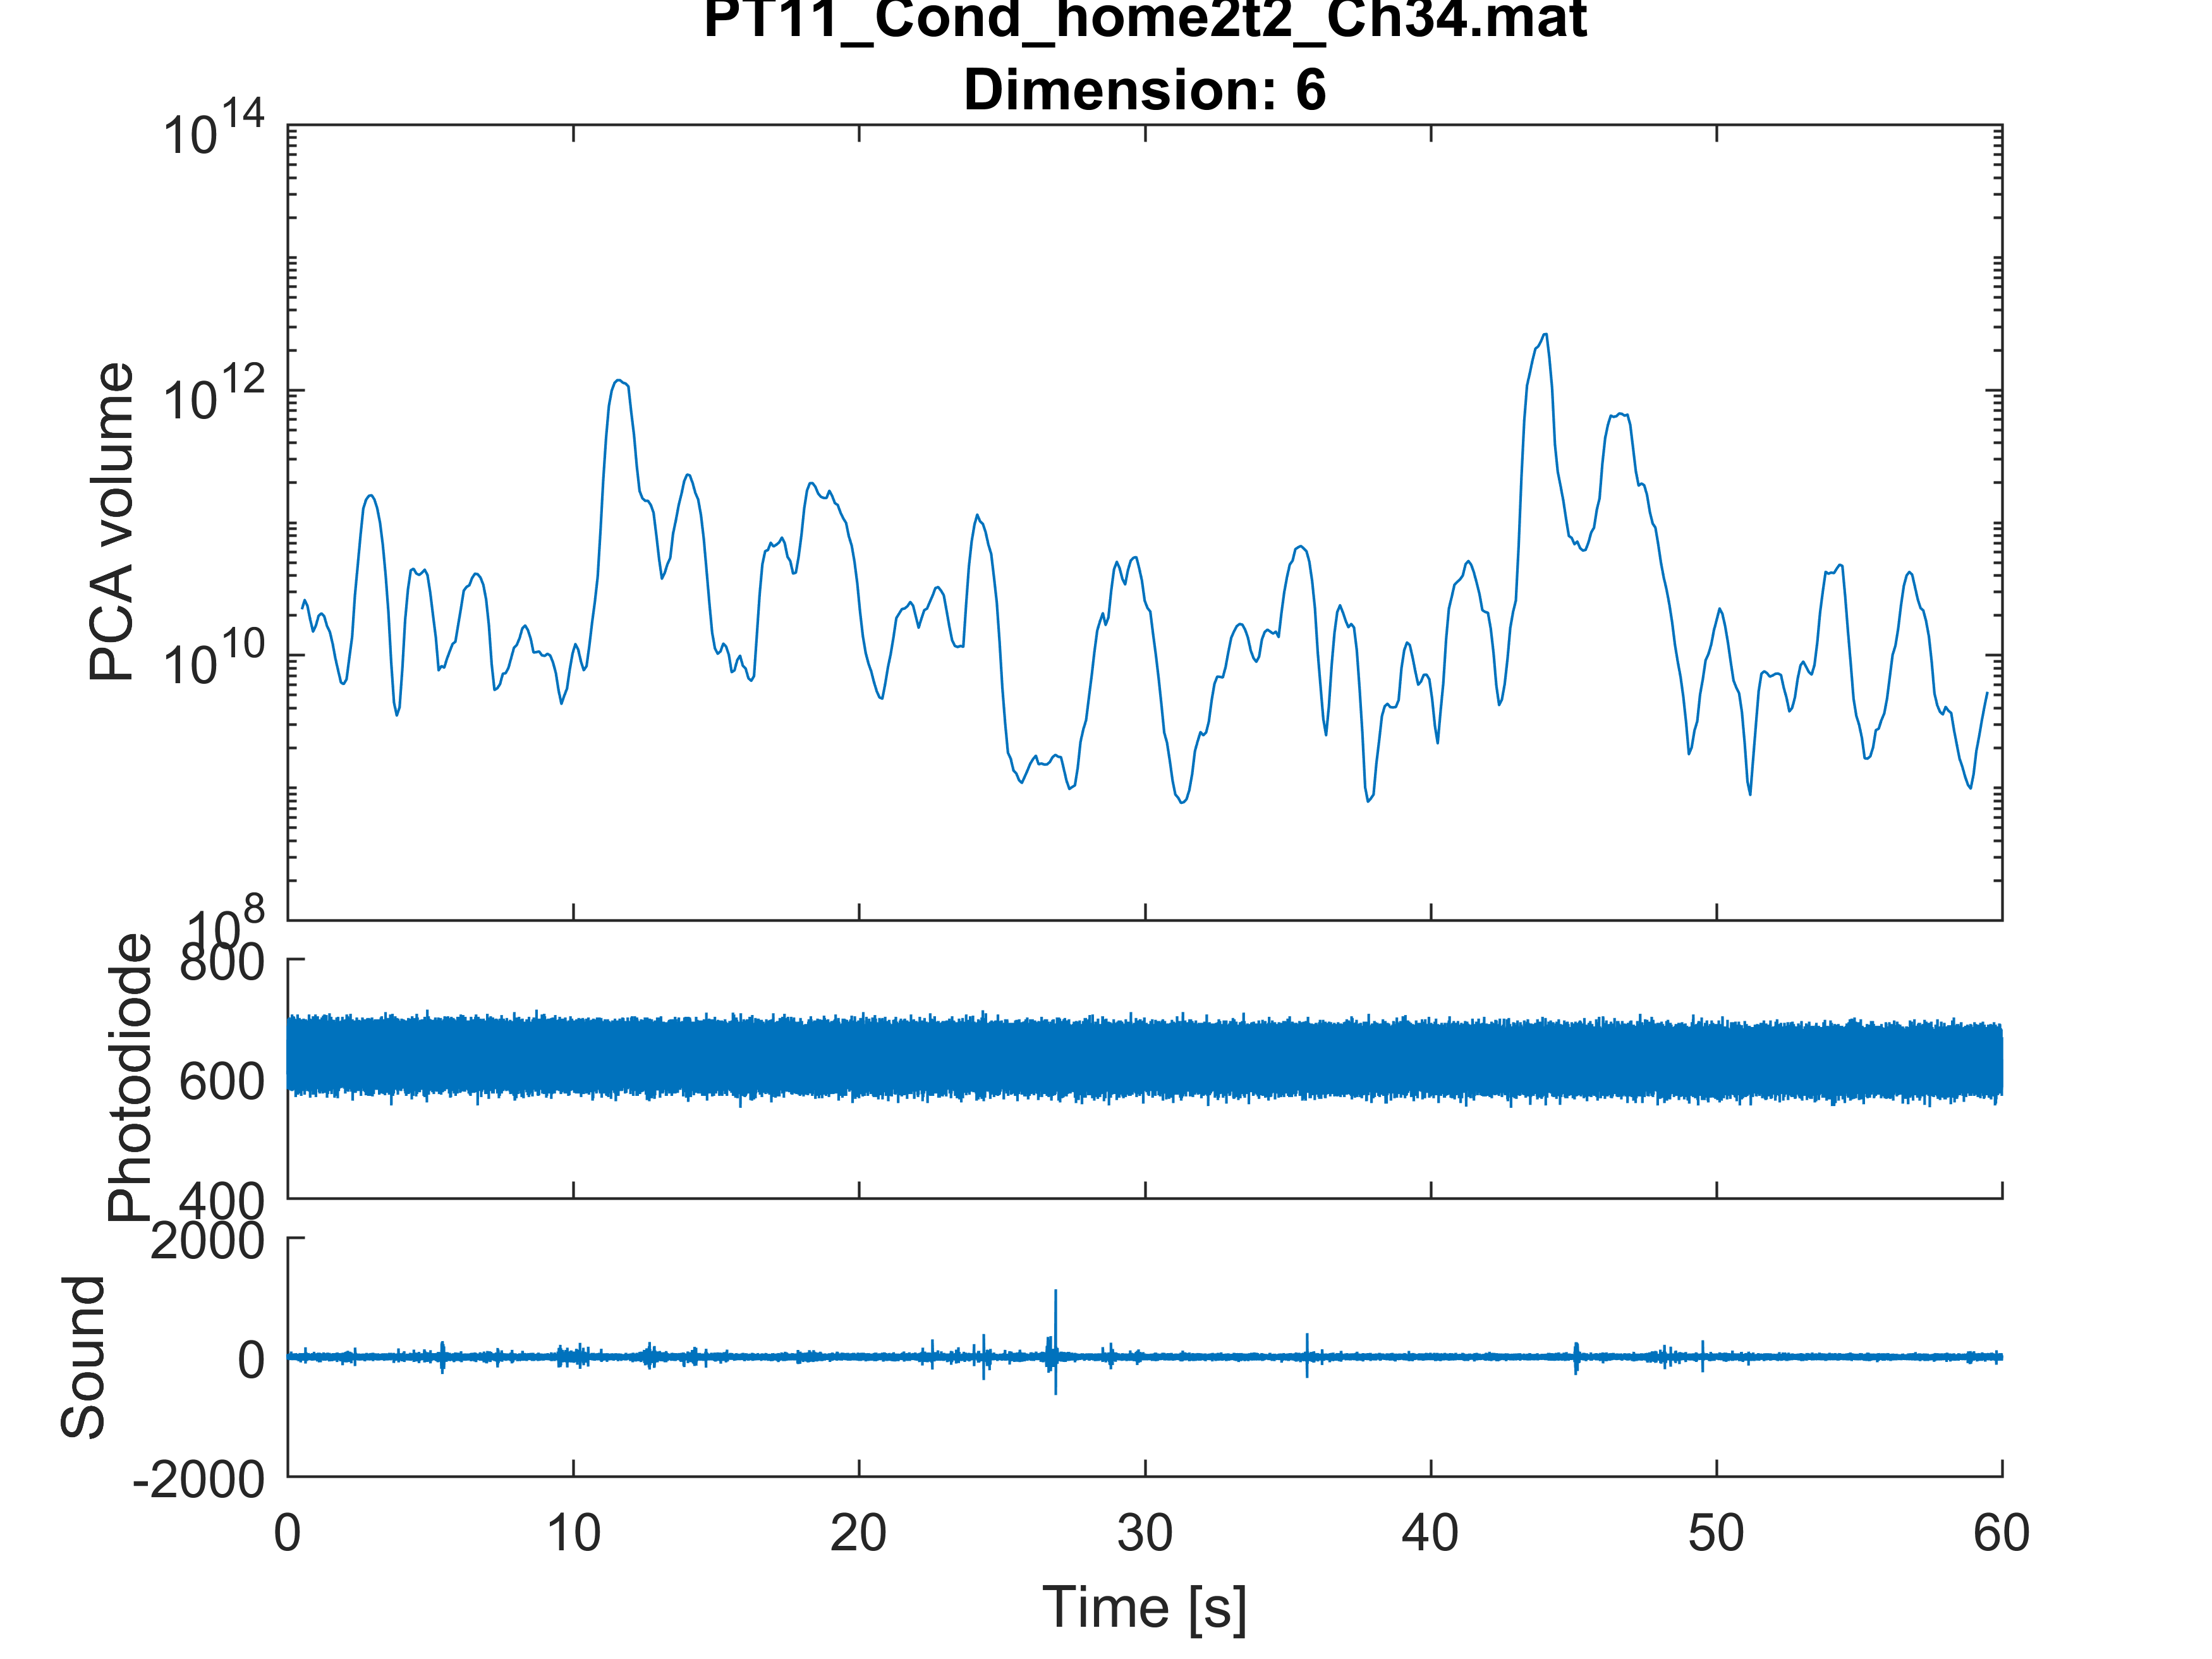 PT11_Cond_home2t2_Ch34.mat
Dimension: 6
10^14
10^12
10^10
10^8
PCA volume
800
600
400
Photodiode
2000
0
-2000
Sound
0 10 20 30 40 50 60
Time [s]